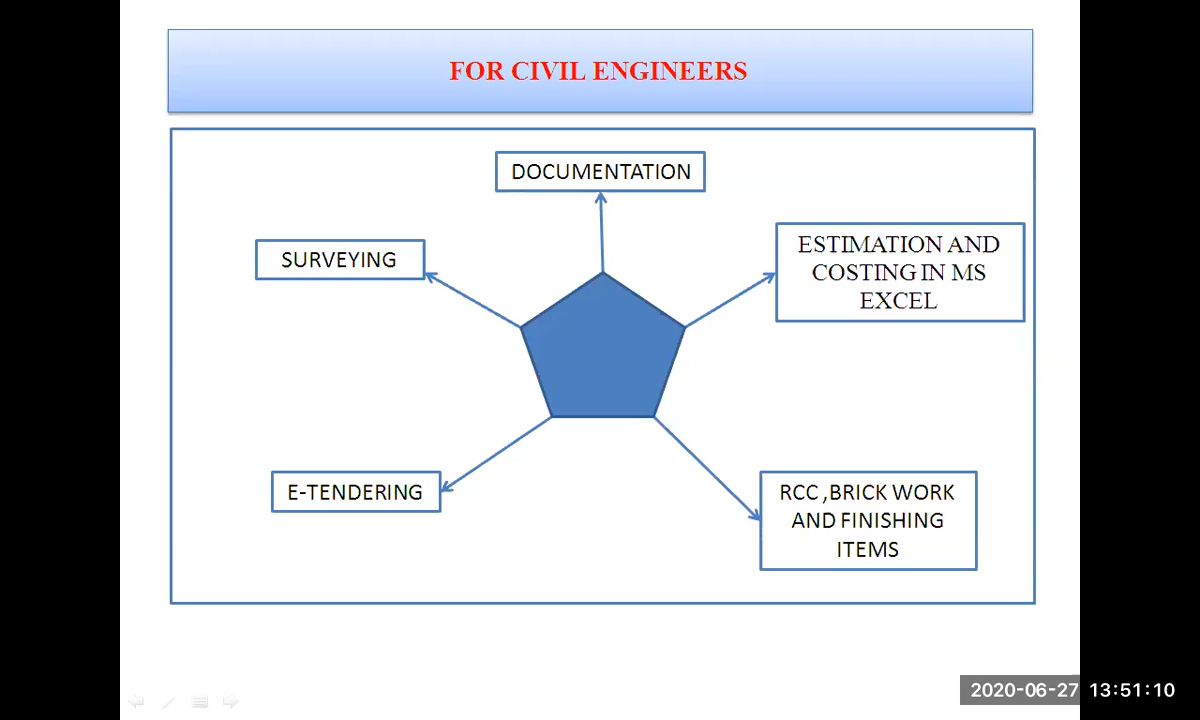 FOR CIVIL ENGINEERS
DOCUMENTATION
SURVEYING
ESTIMATION AND
COSTING IN MS
EXCEL
E-TENDERING
RCC ,BRICK WORK
AND FINISHING
ITEMS
2020-06-27 13:51:10